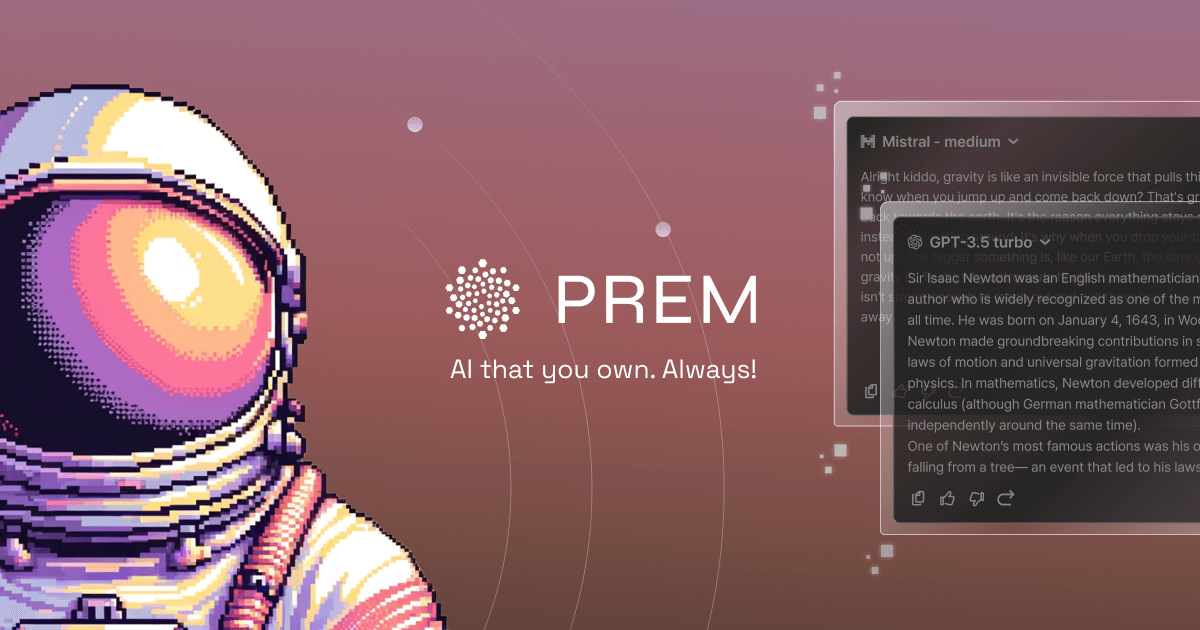 PREM
AI that you own. Always!
Mistral - medium
Alright kiddo, gravity is like an invisible force that pulls
know when you jump up and come back down? That's
back towards the earth. It's the reason everything stays
away
GPT-3.5 turbo
Sir Isaac Newton was an English mathematician
author who is widely recognized as one of the
all time. He was born on January 4, 1643, in
Newton made groundbreaking contributions in
laws of motion and universal gravitation formed
physics. In mathematics, Newton developed
calculus (although German mathematician
independently around the same time).
One of Newton's most famous actions was his
falling from a tree— an event that led to his laws